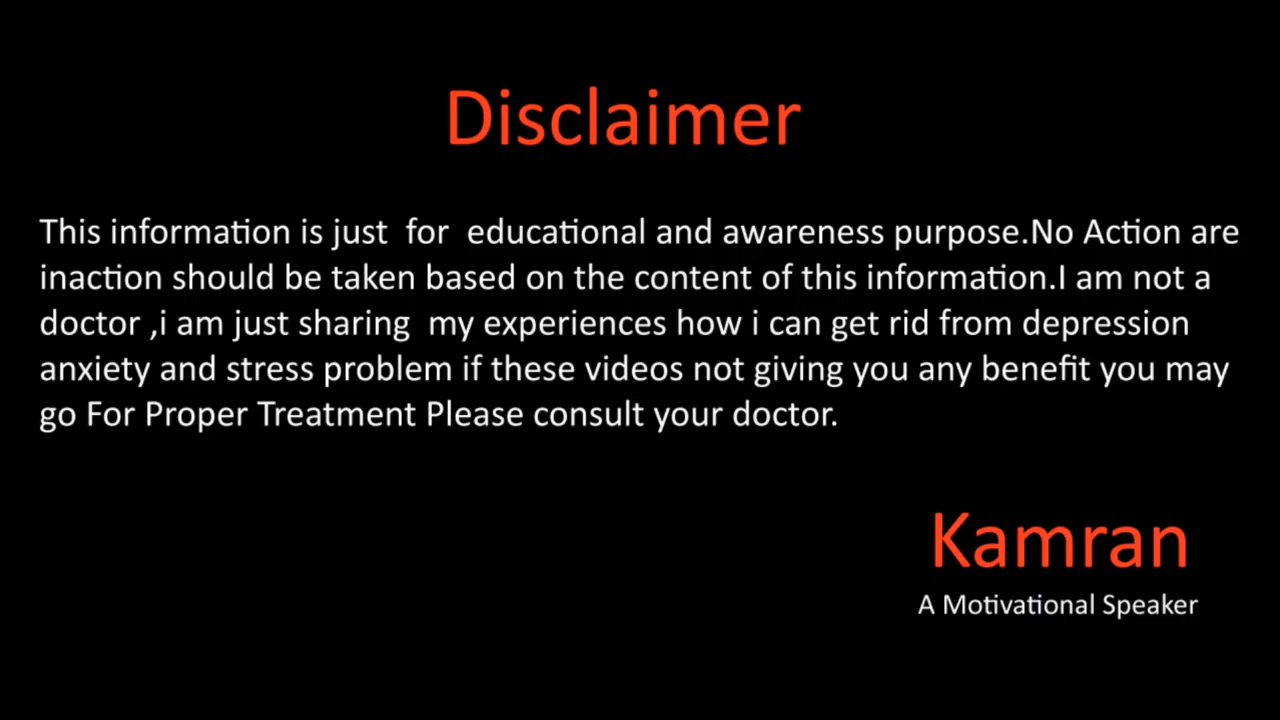 Disclaimer
This information is just  for  educational and awareness purpose.No Action are
inaction should be taken based on the content of this information.I am not a
doctor ,i am just sharing  my experiences how i can get rid from depression
anxiety and stress problem if these videos not giving you any benefit you may
go For Proper Treatment Please consult your doctor.
Kamran
A Motivational Speaker